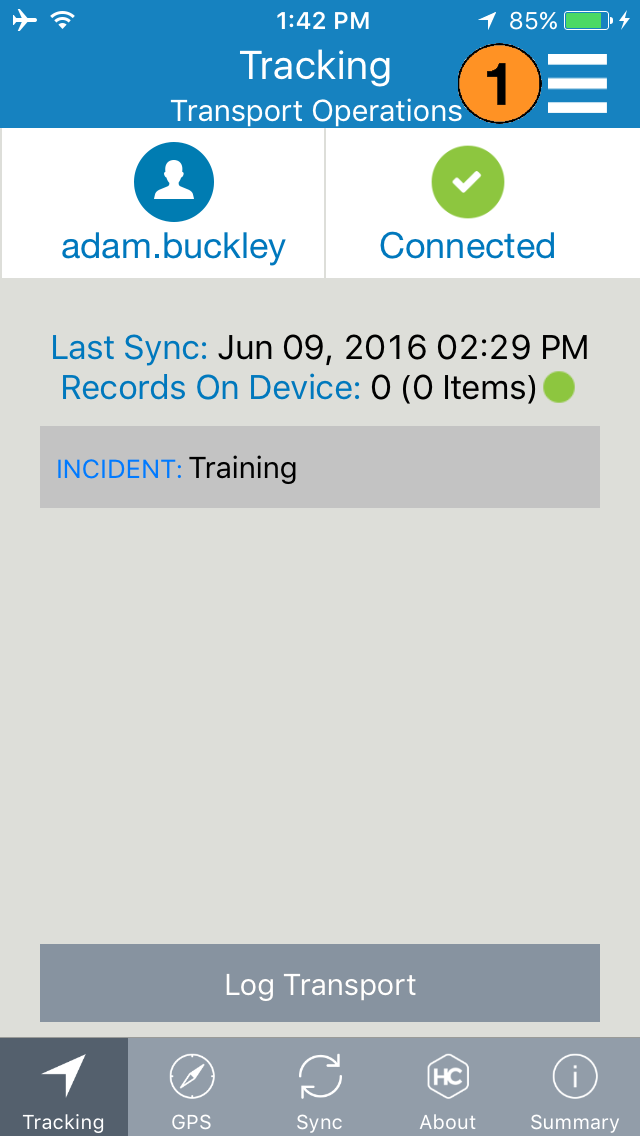 1:42 PM 85%
Tracking
Transport Operations
1
adam.buckley
Connected
Last Sync: Jun 09, 2016 02:29 PM
Records On Device: 0 (0 Items)
INCIDENT: Training
Log Transport
HC
Tracking GPS Sync About Summary